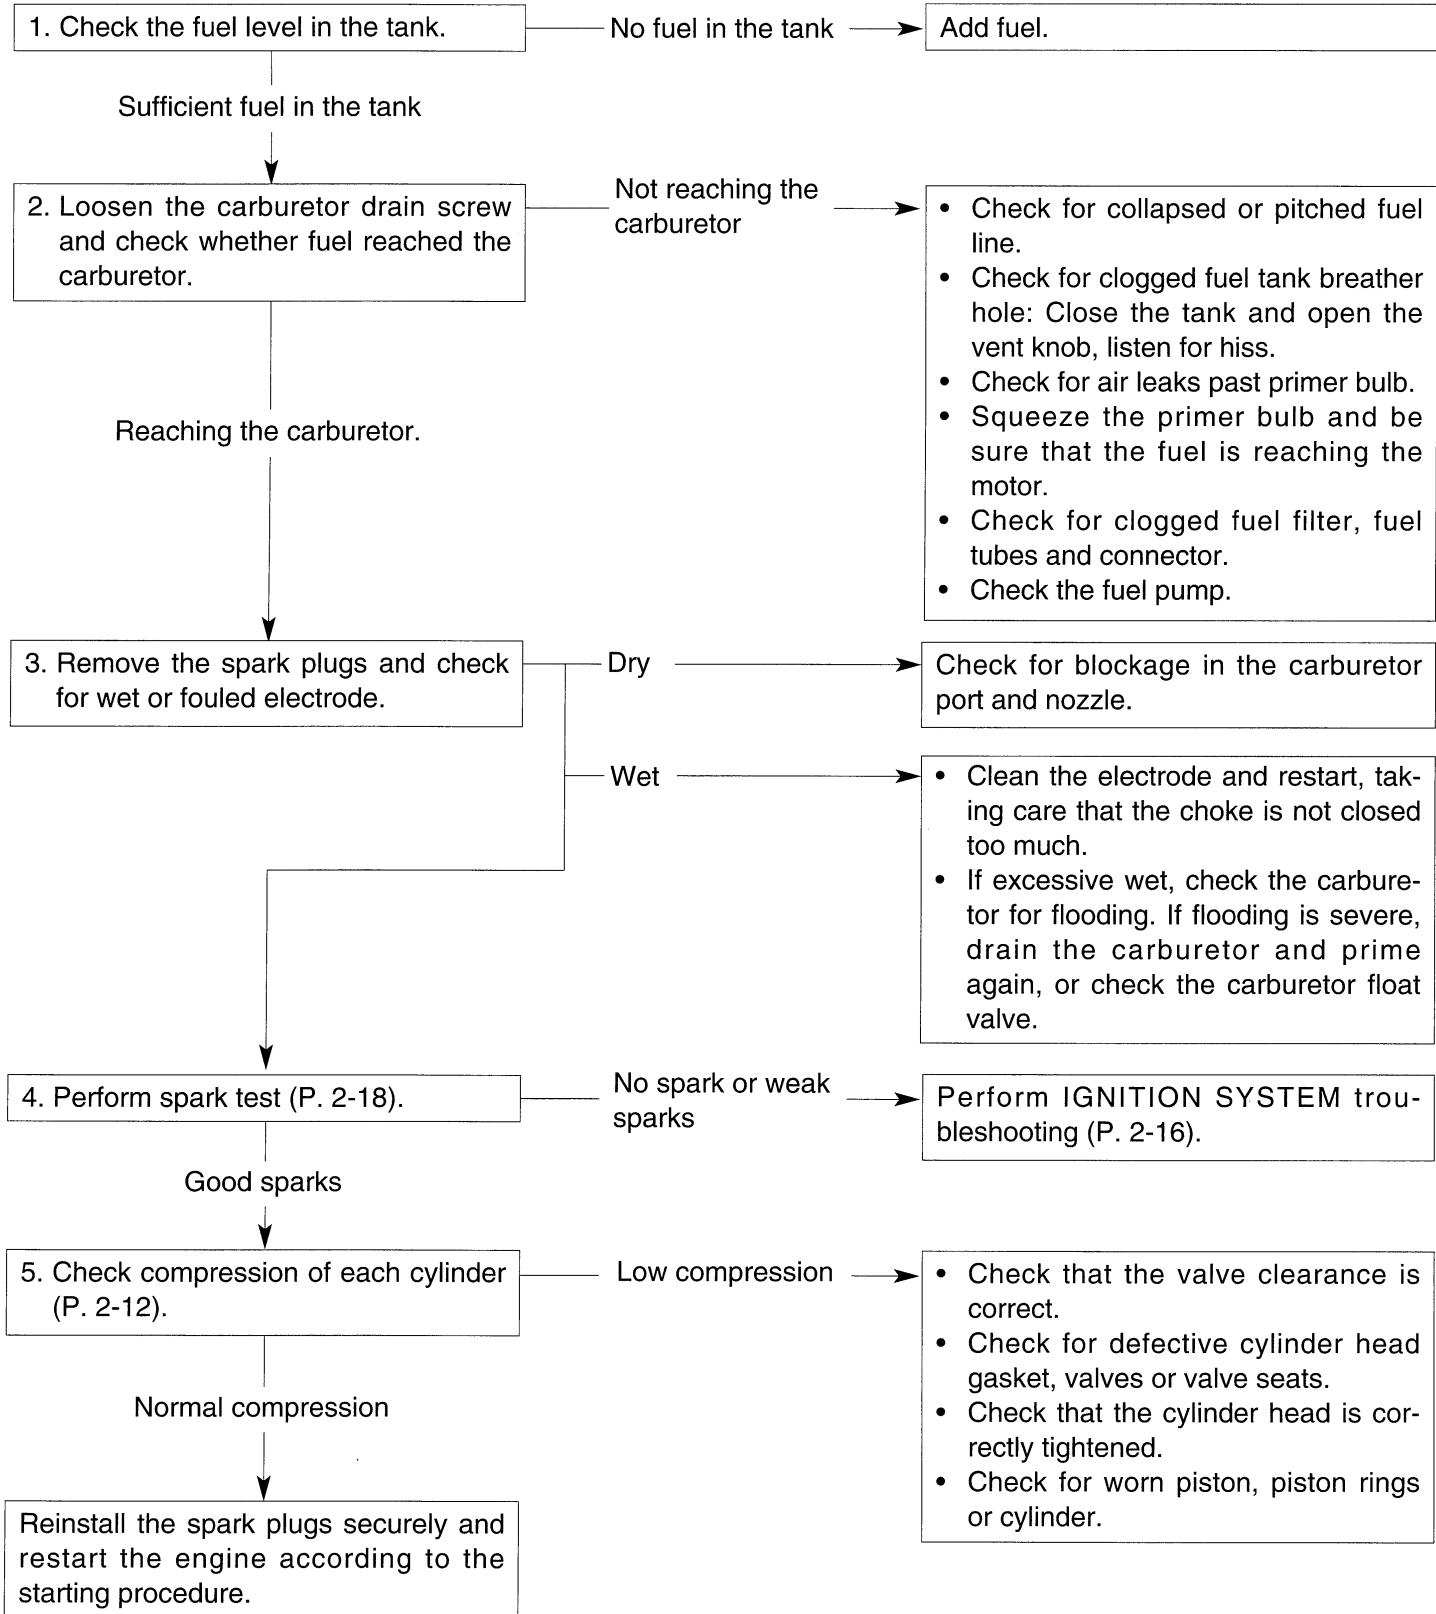 1. Check the fuel level in the tank.
No fuel in the tank
Add fuel.
Sufficient fuel in the tank
2. Loosen the carburetor drain screw
and check whether fuel reached the
carburetor.
Not reaching the
carburetor
• Check for collapsed or pitched fuel
line.
• Check for clogged fuel tank breather
hole: Close the tank and open the
vent knob, listen for hiss.
• Check for air leaks past primer bulb.
• Squeeze the primer bulb and be
sure that the fuel is reaching the
motor.
• Check for clogged fuel filter, fuel
tubes and connector.
• Check the fuel pump.
Reaching the carburetor.
3. Remove the spark plugs and check
for wet or fouled electrode.
Dry
Check for blockage in the carburetor
port and nozzle.
Wet
• Clean the electrode and restart, tak-
ing care that the choke is not closed
too much.
• If excessive wet, check the carbure-
tor for flooding. If flooding is severe,
drain the carburetor and prime
again, or check the carburetor float
valve.
4. Perform spark test (P. 2-18).
No spark or weak
sparks
Perform IGNITION SYSTEM trou-
bleshooting (P. 2-16).
Good sparks
5. Check compression of each cylinder
(P. 2-12).
Low compression
• Check that the valve clearance is
correct.
• Check for defective cylinder head
gasket, valves or valve seats.
• Check that the cylinder head is cor-
rectly tightened.
• Check for worn piston, piston rings
or cylinder.
Normal compression
Reinstall the spark plugs securely and
restart the engine according to the
starting procedure.